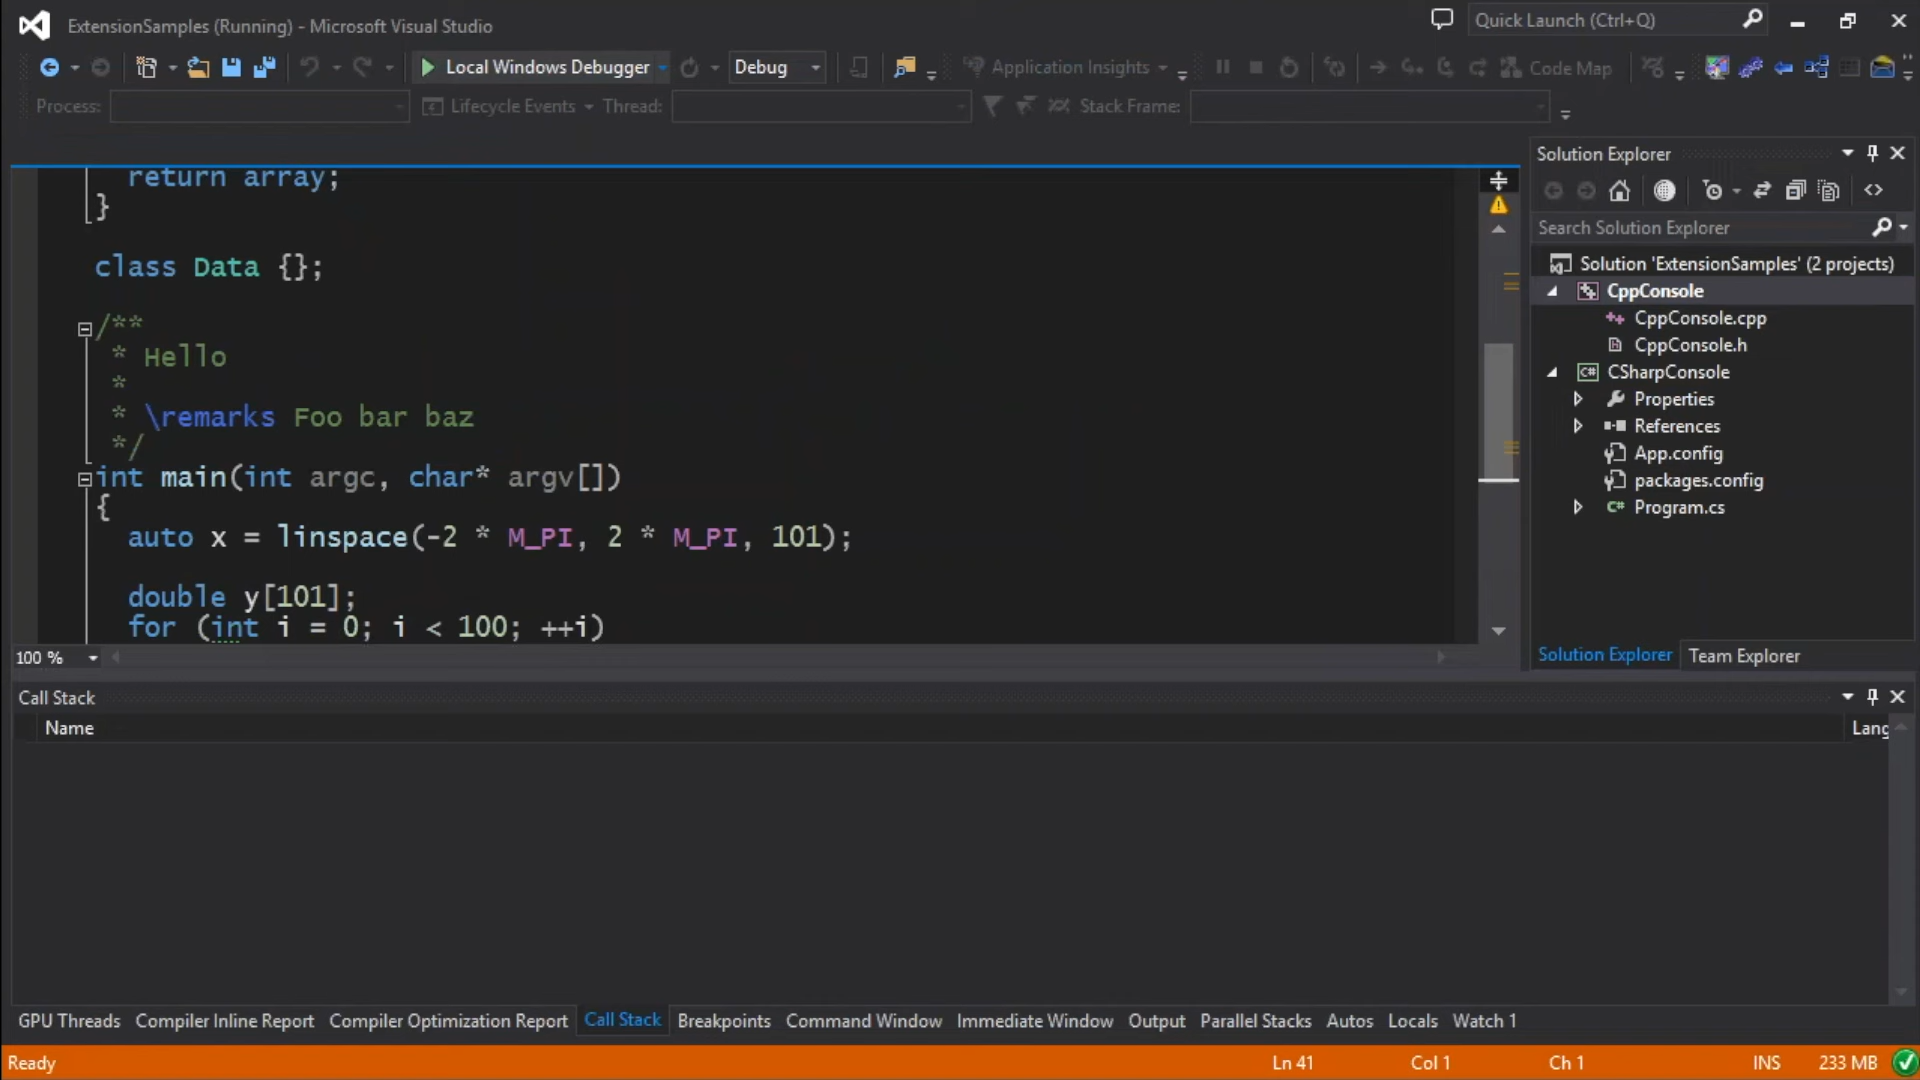 ExtensionSamples (Running) - Microsoft Visual Studio
Quick Launch (Ctrl+Q)
Local Windows Debugger
Debug
Application Insights
Code Map
Process:
Lifecycle Events
Thread:
Stack Frame:
return array;
}
class Data {};
/**
* Hello
*
* \remarks Foo bar baz
*/
int main(int argc, char* argv[])
{
auto x = linspace(-2 * M_PI, 2 * M_PI, 101);
double y[101];
for (int i = 0; i < 100; ++i)
100 %
Solution Explorer
Search Solution Explorer
Solution 'ExtensionSamples' (2 projects)
CppConsole
CppConsole.cpp
CppConsole.h
C# CSharpConsole
Properties
References
App.config
packages.config
C# Program.cs
Solution Explorer
Team Explorer
Call Stack
Name
Lang
GPU Threads
Compiler Inline Report
Compiler Optimization Report
Call Stack
Breakpoints
Command Window
Immediate Window
Output
Parallel Stacks
Autos
Locals
Watch 1
Ready
Ln 41
Col 1
Ch 1
INS
233 MB